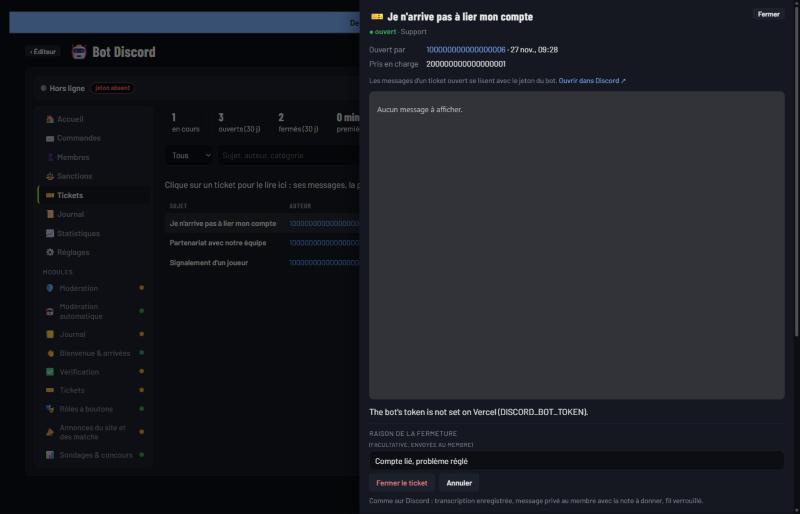 De
‹ Éditeur
Bot Discord
Hors ligne
jeton absent
Accueil
Commandes
Membres
Sanctions
Tickets
Journal
Statistiques
Réglages
MODULES
Modération
Modération
automatique
Journal
Bienvenue & arrivées
Vérification
Tickets
Rôles à boutons
Annonces du site et
des matchs
Sondages & concours
1
en cours
3
ouverts (30 j)
2
fermés (30 j)
0 min
premiè
Tous
Sujet, auteur, catégorie
Clique sur un ticket pour le lire ici : ses messages, la p
SUJET AUTEUR
Je n'arrive pas à lier mon compte
Partenariat avec notre équipe
Signalement d'un joueur
Je n'arrive pas à lier mon compte
Fermer
ouvert · Support
Ouvert par 100000000000000006 · 27 nov., 09:28
Pris en charge 200000000000000001
Les messages d'un ticket ouvert se lisent avec le jeton du bot. Ouvrir dans Discord ↗
Aucun message à afficher.
The bot's token is not set on Vercel (DISCORD_BOT_TOKEN).
RAISON DE LA FERMETURE
(FACULTATIVE, ENVOYÉE AU MEMBRE)
Compte lié, problème réglé
Fermer le ticket
Annuler
Comme sur Discord : transcription enregistrée, message privé au membre avec la note à donner, fil verrouillé.